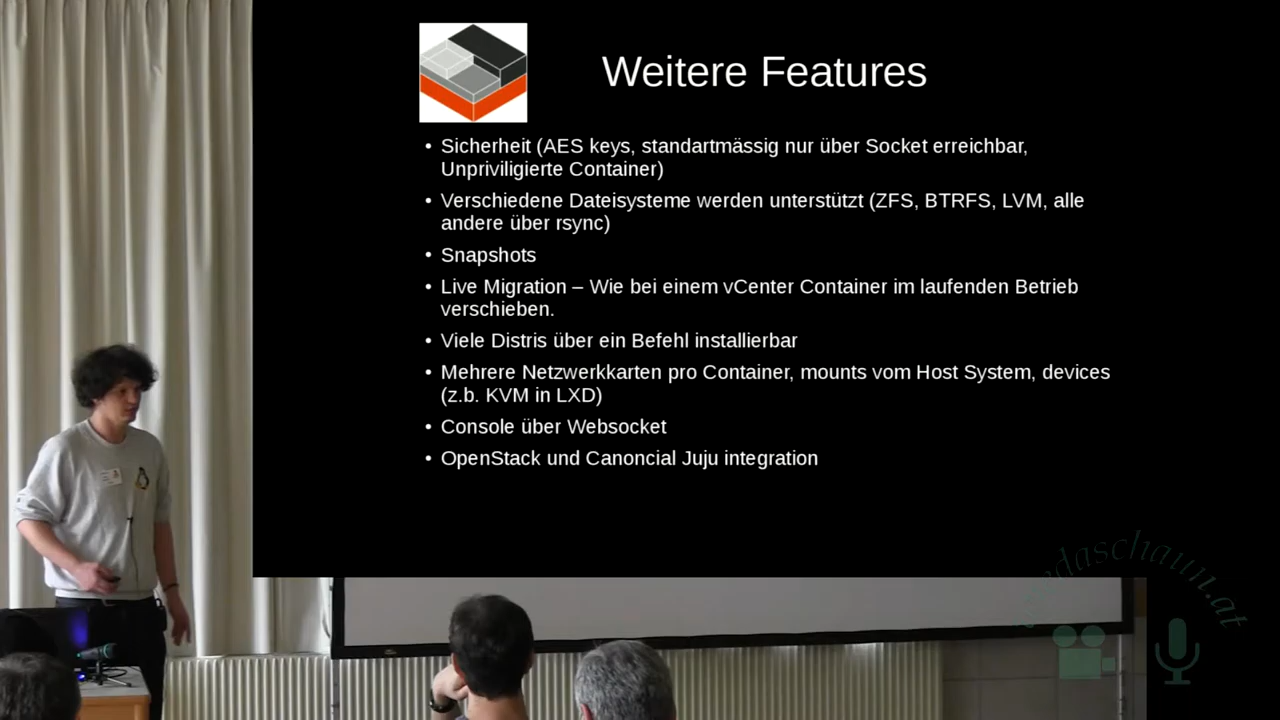 Weitere Features
• Sicherheit (AES keys, standartmässig nur über Socket erreichbar,
Unpriviligierte Container)
• Verschiedene Dateisysteme werden unterstützt (ZFS, BTRFS, LVM, alle
andere über rsync)
• Snapshots
• Live Migration – Wie bei einem vCenter Container im laufenden Betrieb
verschieben.
• Viele Distris über ein Befehl installierbar
• Mehrere Netzwerkkarten pro Container, mounts vom Host System, devices
(z.b. KVM in LXD)
• Console über Websocket
• OpenStack und Canoncial Juju integration